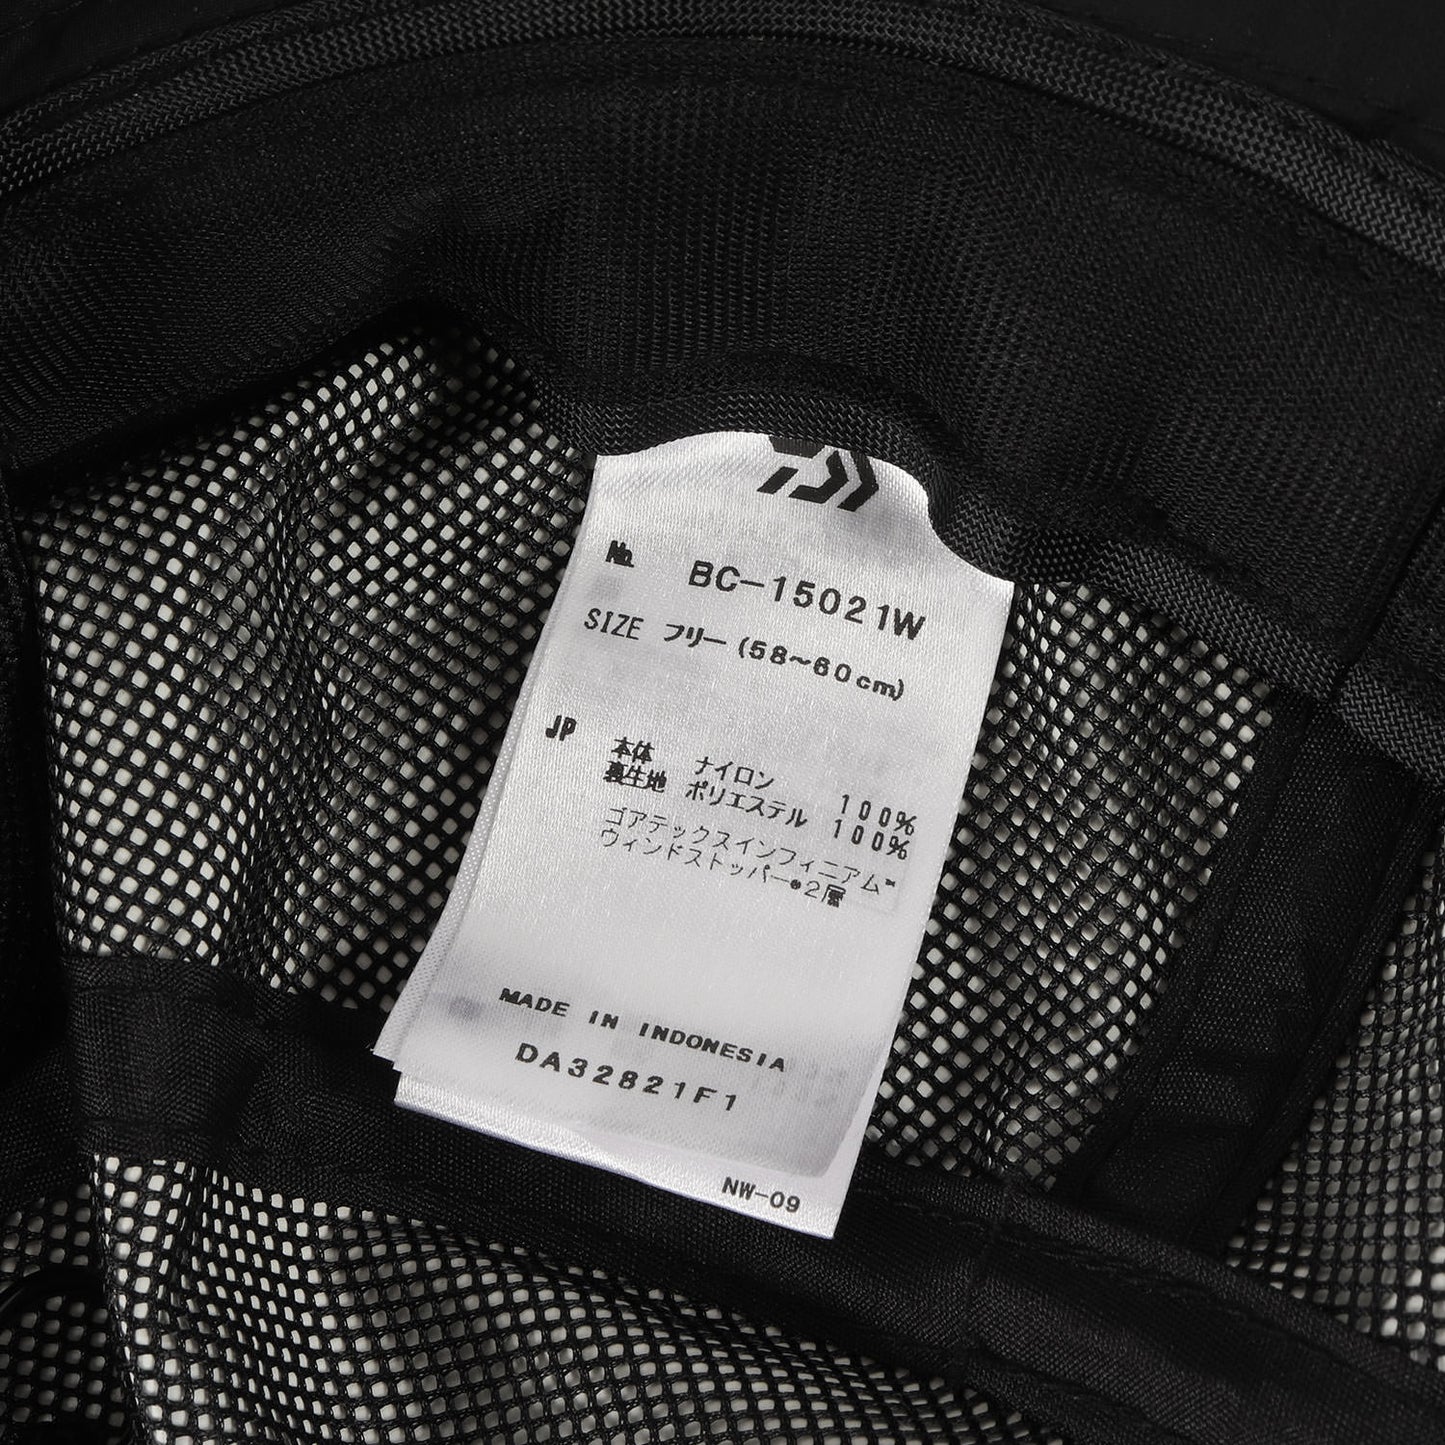 No. BC-15021W
SIZE フリー(58~60cm)
JP 本体 ナイロン 100%
裏生地 ポリエステル 100%
ゴアテックスインフィニアム™
ウィンドストッパー®2層
MADE IN INDONESIA
DA32821F1
NW-09